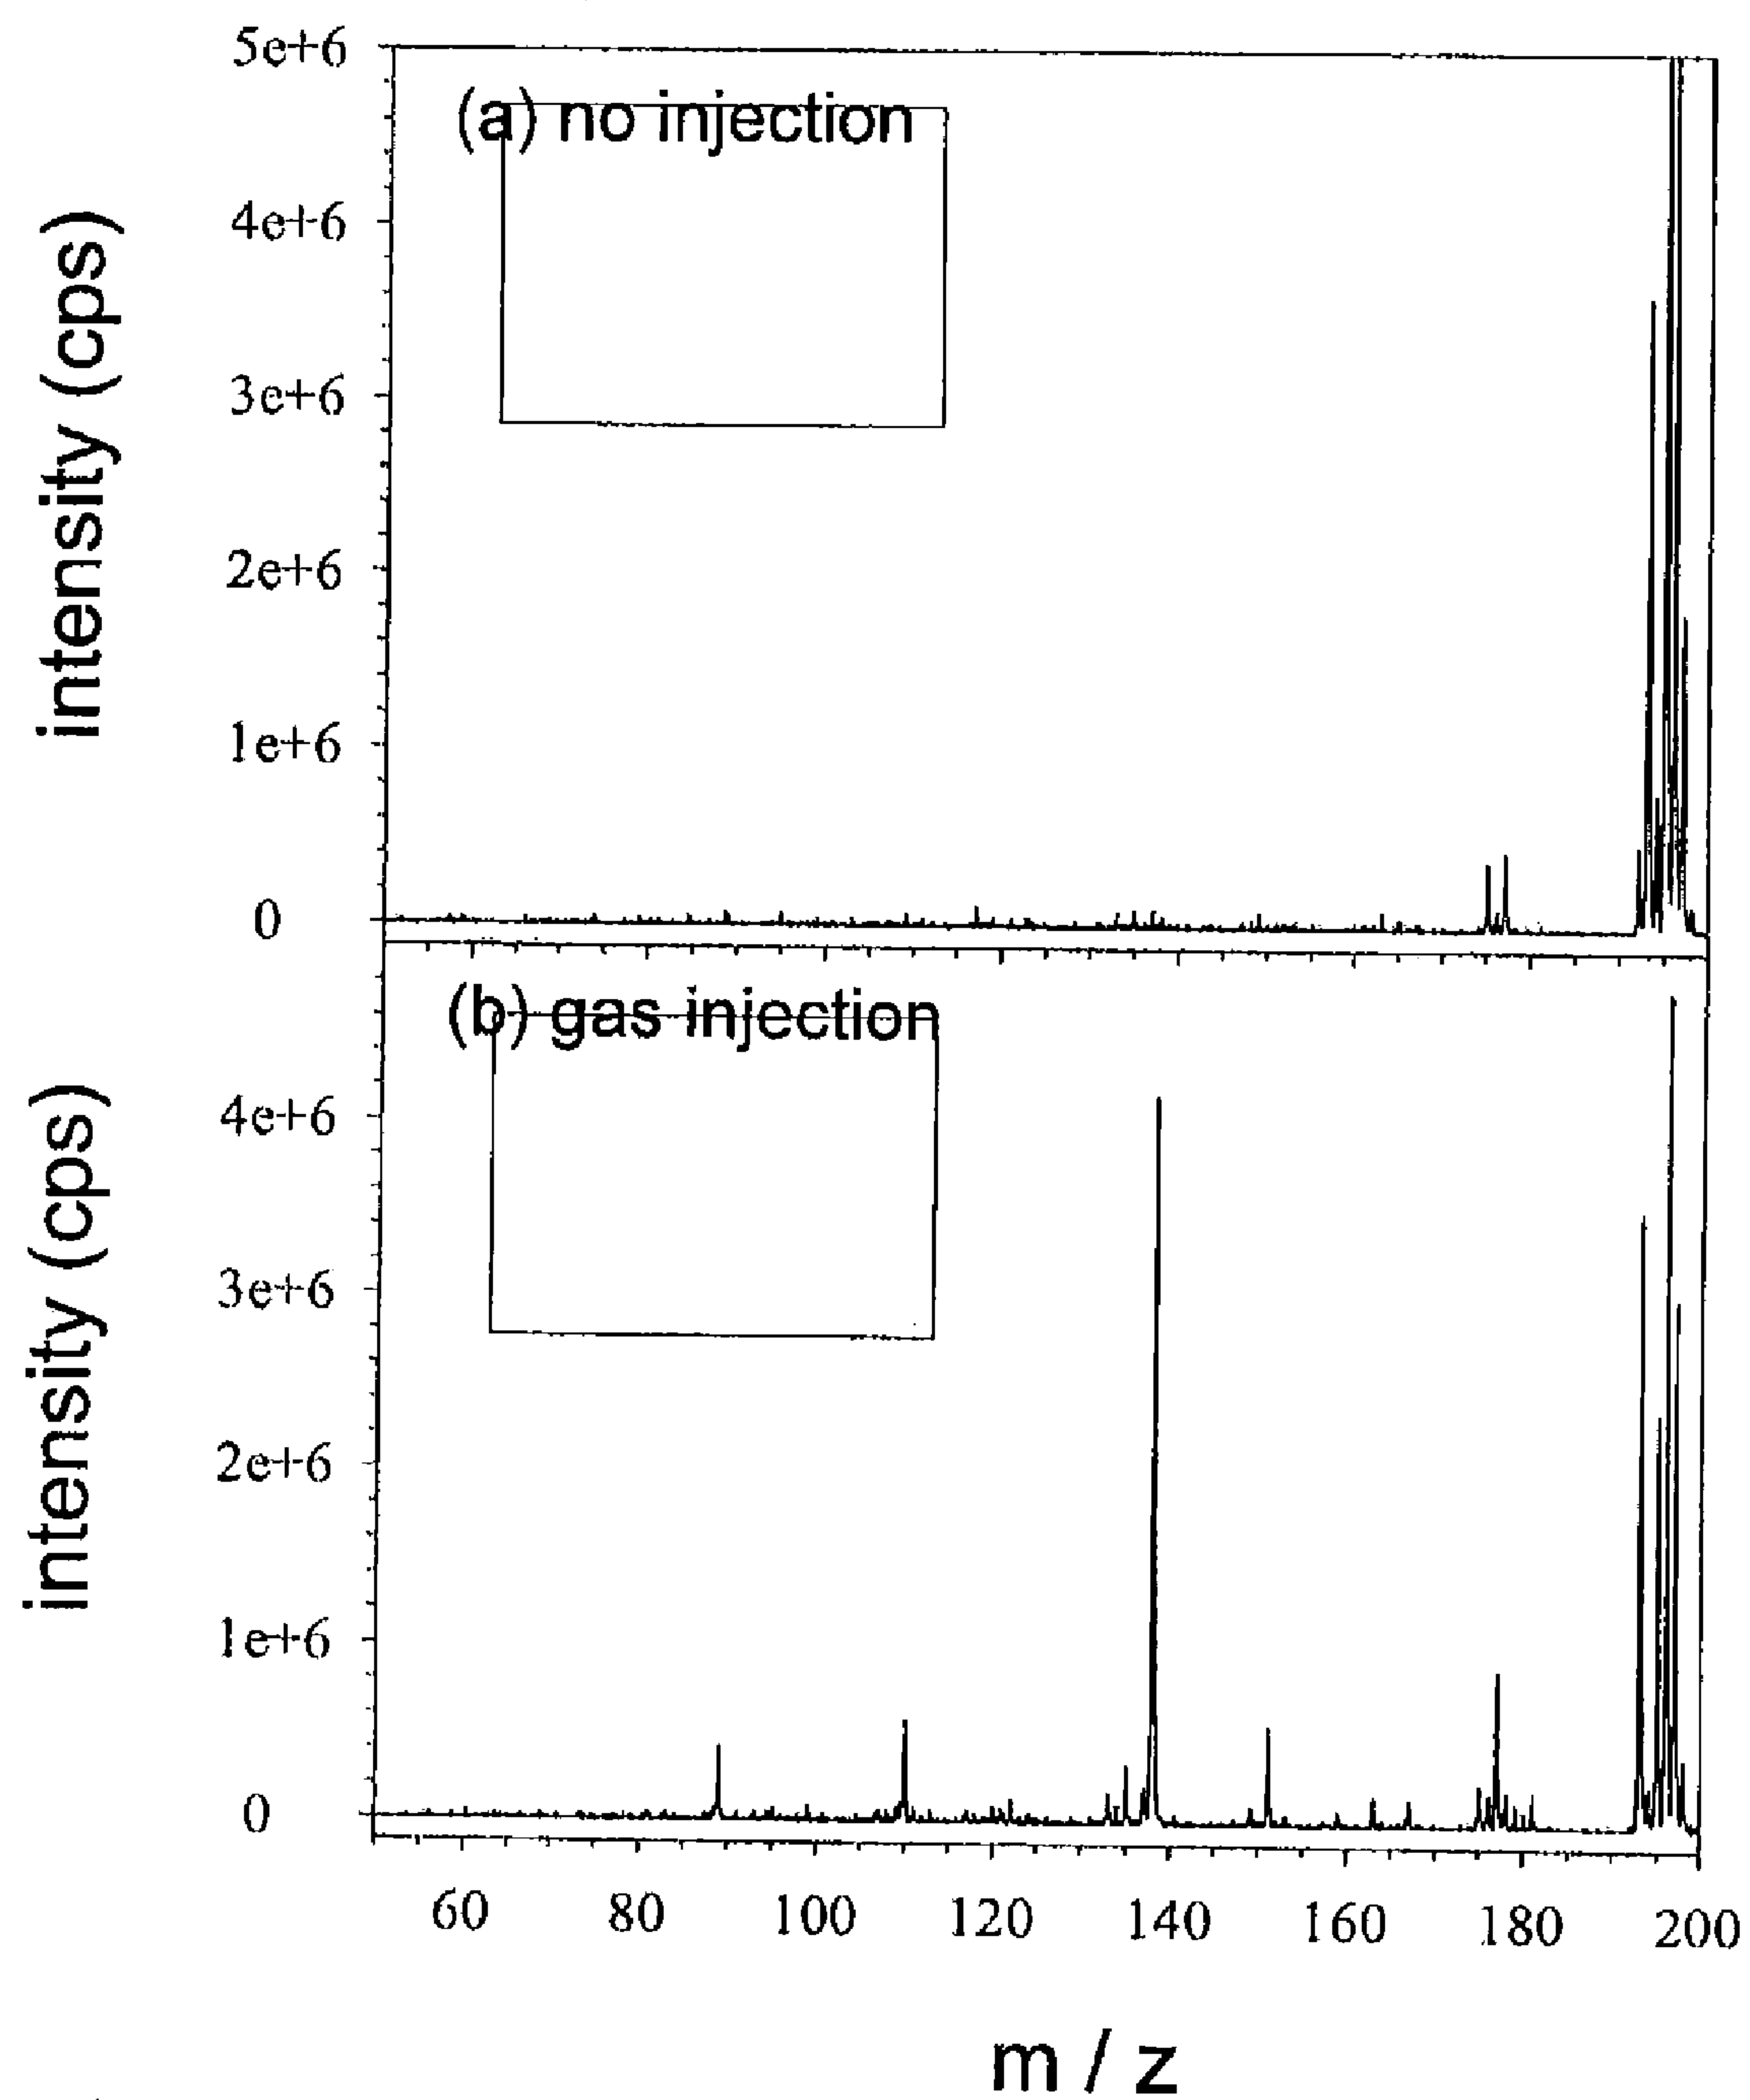 5e+6
(a) no injection
4e+6
3e+6
2e+6
1e+6
0
intensity (cps)
(b) gas injection
4e+6
3e+6
2e+6
1e+6
0
intensity (cps)
60 80 100 120 140 160 180 200
m / z